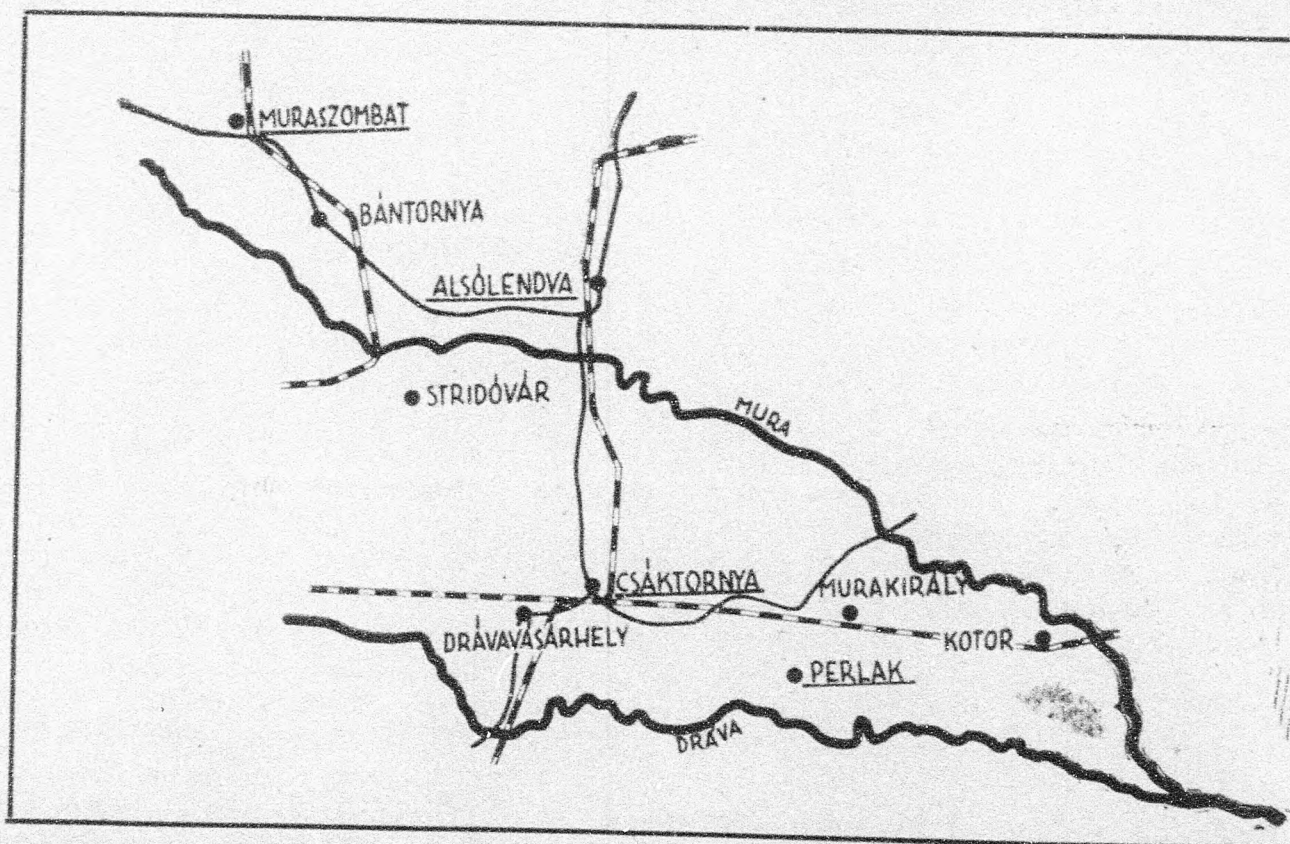 MURASZOMBAT
BÁNTORNYA
ALSÓLENDVA
STRIDÓVÁR
MURA
CSÁKTORNYA
MURAKIRÁLY
DRÁVAVÁSÁRHELY
KOTOR
PERLAK
DRÁVA